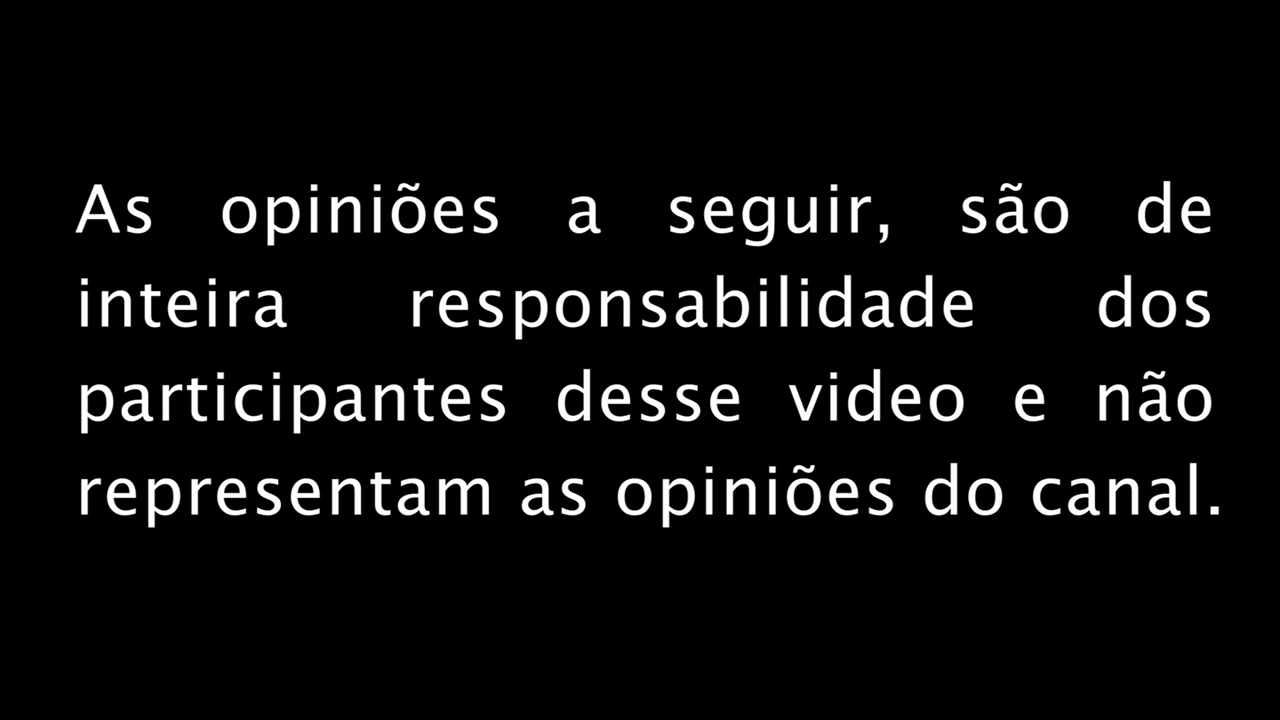 As opiniões a seguir, são de
inteira responsabilidade dos
participantes desse video e não
representam as opiniões do canal.